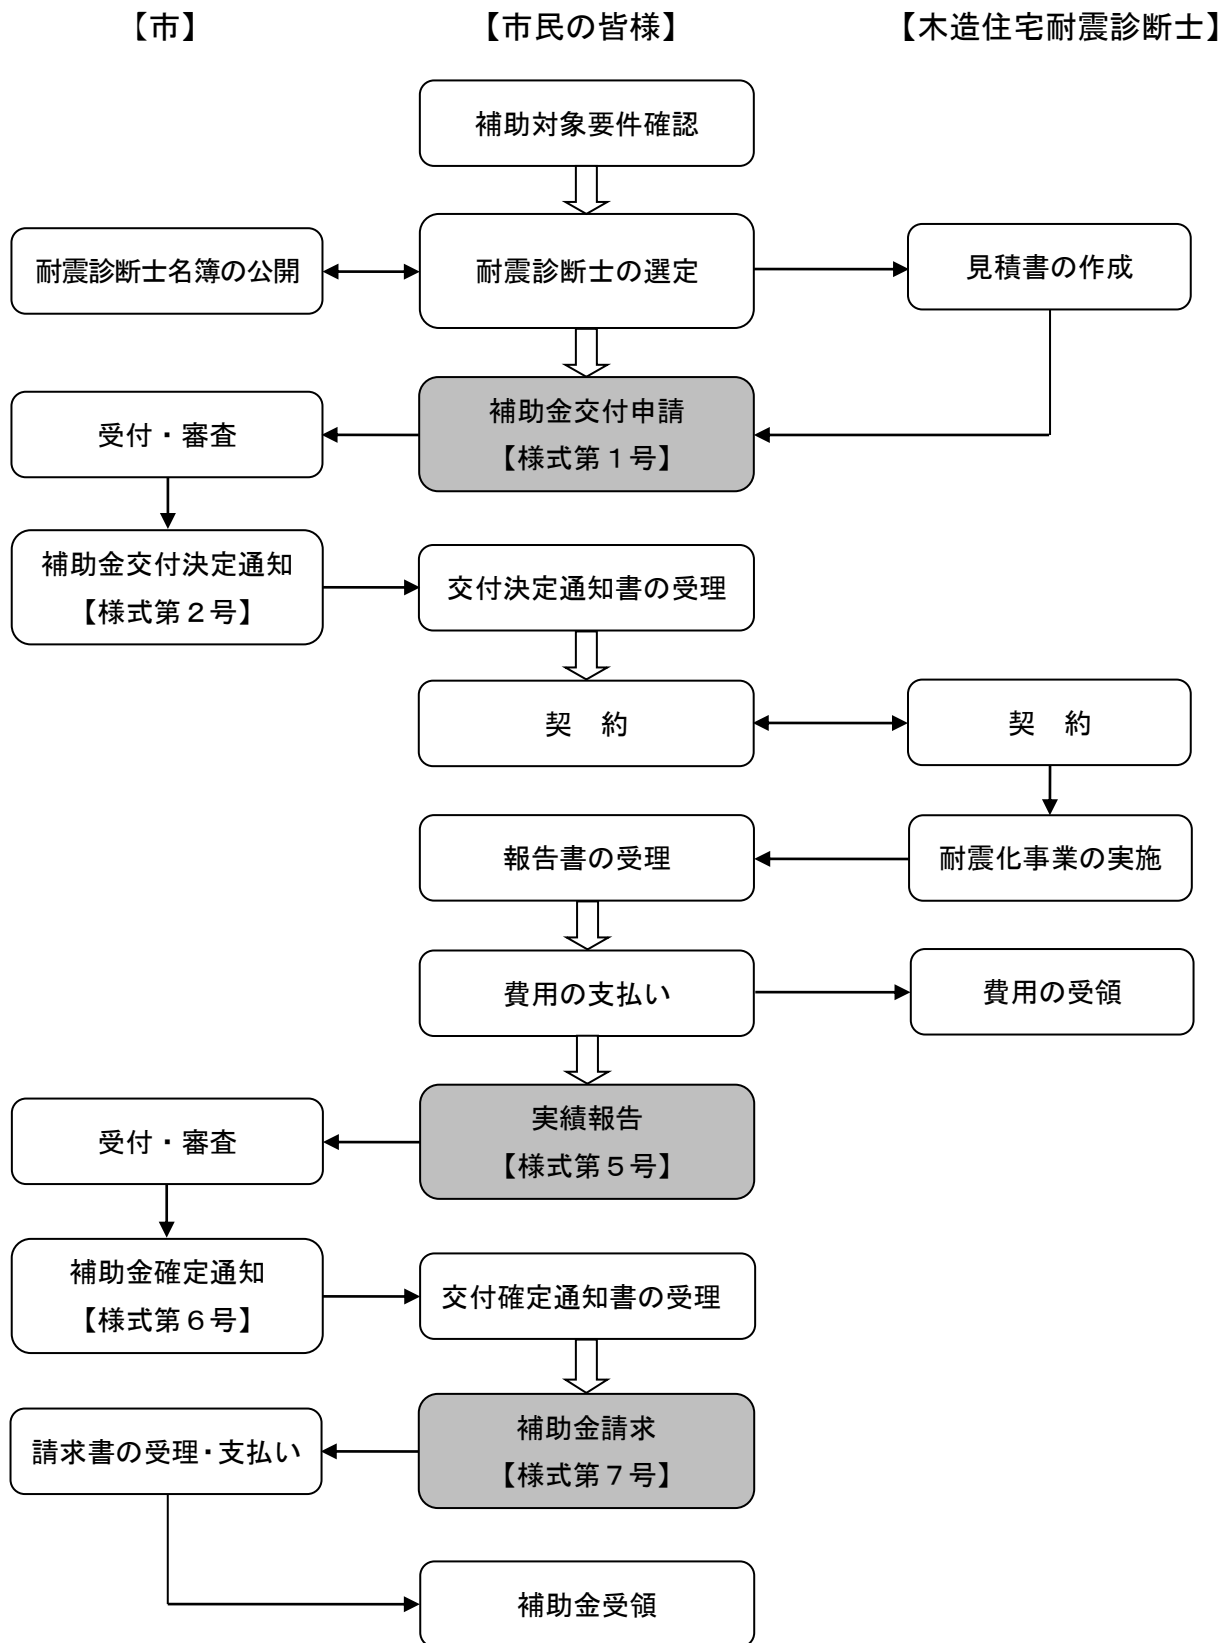 【市】
【市民の皆様】
【木造住宅耐震診断士】
補助対象要件確認
耐震診断士名簿の公開
耐震診断士の選定
見積書の作成
補助金交付申請
【様式第１号】
受付・審査
補助金交付決定通知
【様式第２号】
交付決定通知書の受理
契　約
契　約
報告書の受理
耐震化事業の実施
費用の支払い
費用の受領
実績報告
【様式第５号】
受付・審査
補助金確定通知
【様式第６号】
交付確定通知書の受理
補助金請求
【様式第７号】
請求書の受理・支払い
補助金受領